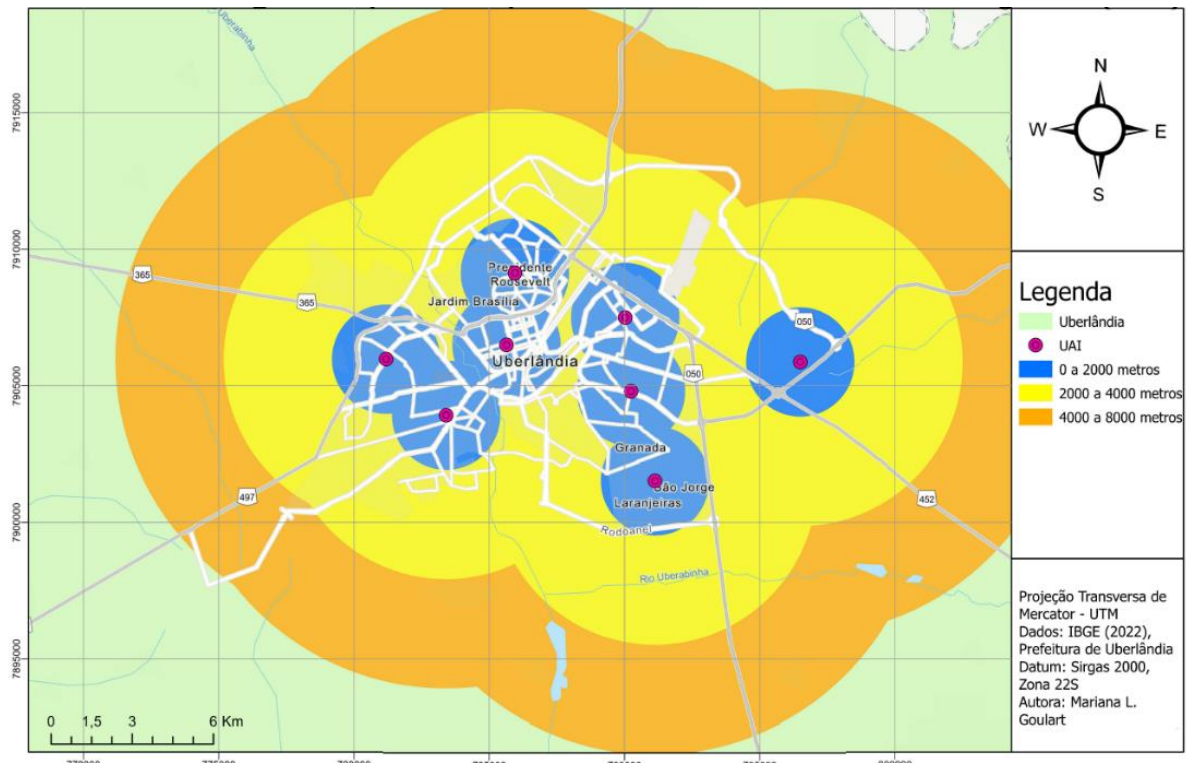 Uberabinha
N
W
E
S
7915000
7910000
7905000
7900000
7895000
365
365
497
050
050
452
Presidente
Roosevelt
Jardim Brasília
Uberlândia
Granada
São Jorge
Laranjeiras
Rodoanel
Rio Uberabinha
0 1,5 3 6 Km
Legenda
Uberlândia
UAI
0 a 2000 metros
2000 a 4000 metros
4000 a 8000 metros
Projeção Transversa de
Mercator - UTM
Dados: IBGE (2022),
Prefeitura de Uberlândia
Datum: Sirgas 2000,
Zona 22S
Autora: Mariana L.
Goulart